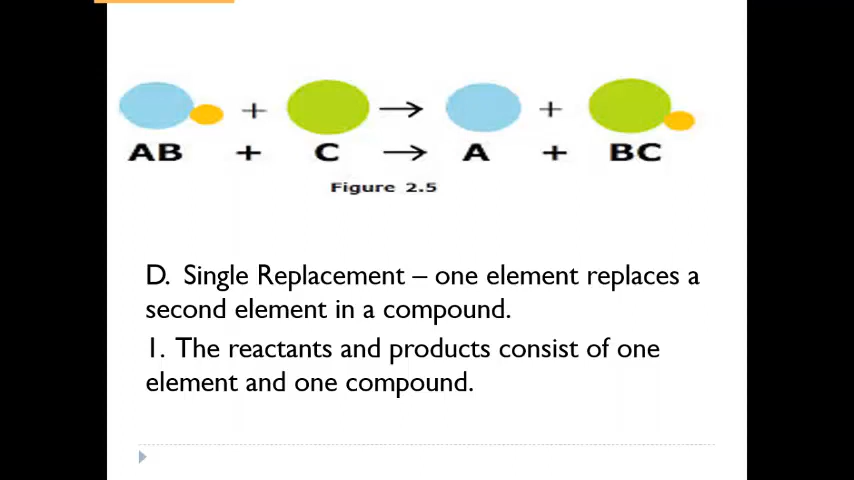 + → +
AB + C → A + BC
Figure 2.5
D. Single Replacement – one element replaces a
second element in a compound.
1. The reactants and products consist of one
element and one compound.